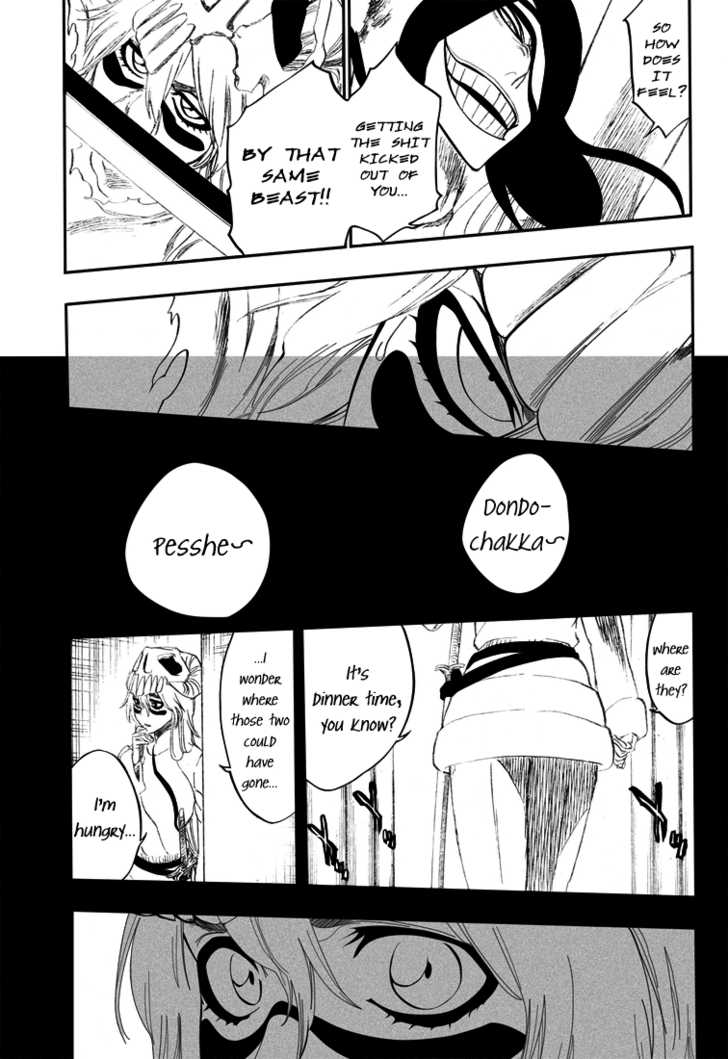 SO
HOW
DOES
IT
FEEL?
GETTING
THE SHIT
KICKED
OUT OF
YOU...
BY THAT
SAME
BEAST!!
DONDO-
CHAKKA~
PESSHE~
WHERE
ARE
THEY?
It's
Dinner time,
you know?
...I
wonder
where
those two
could
have
gone...
I'm
hungry...